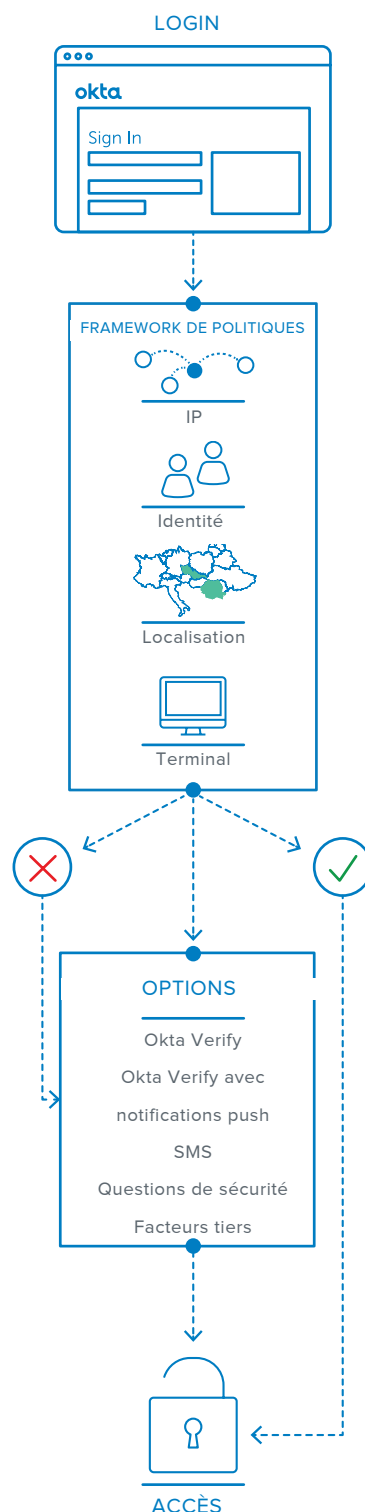 LOGIN
okta
Sign In
FRAMEWORK DE POLITIQUES
IP
Identité
Localisation
Terminal
OPTIONS
Okta Verify
Okta Verify avec
notifications push
SMS
Questions de sécurité
Facteurs tiers
ACCÈS